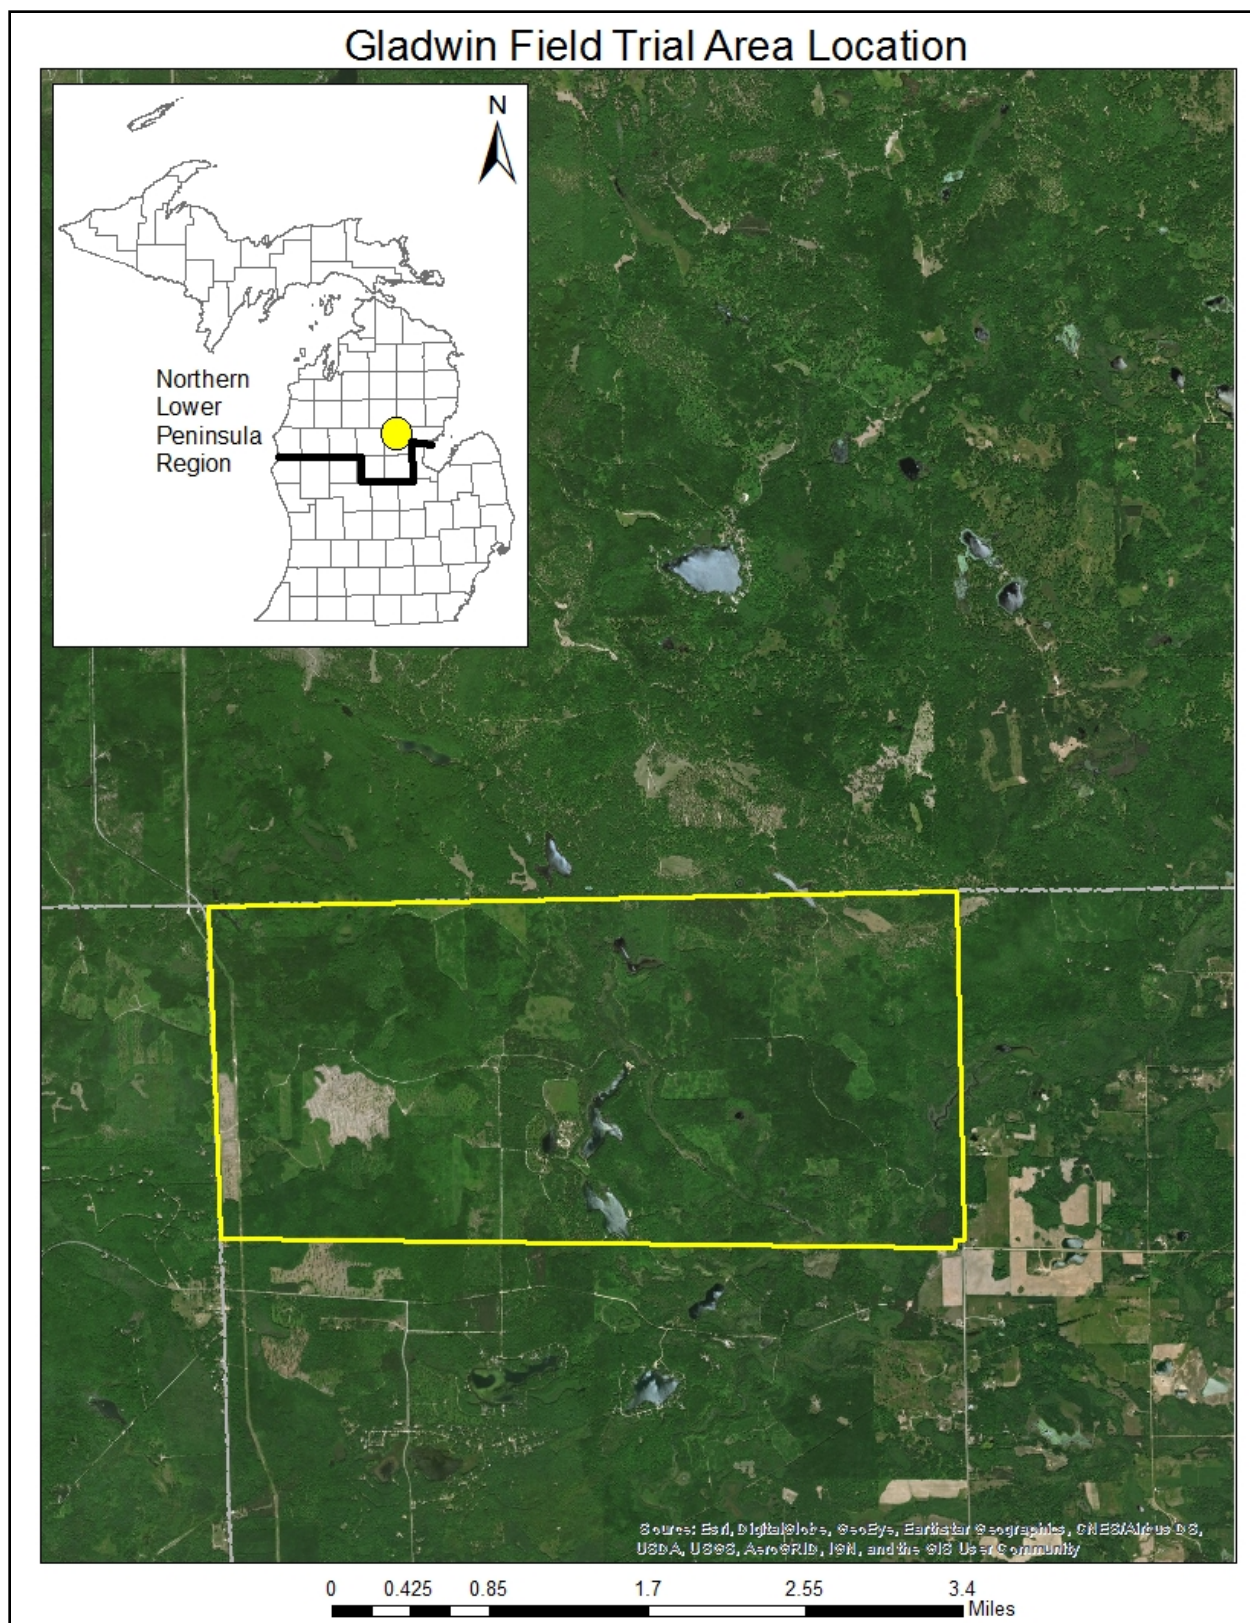 Gladwin Field Trial Area Location
N
Northern
Lower
Peninsula
Region
Source: Esri, DigitalGlobe, GeoEye, Earthstar Geographics, CNES/Airbus DS,
USDA, USGS, AeroGRID, IGN, and the GIS User Community
0 0.425 0.85 1.7 2.55 3.4
Miles